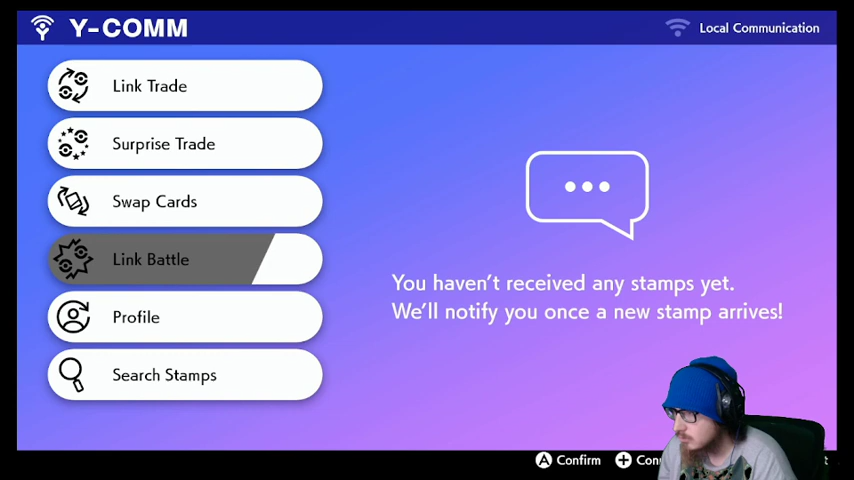 Y-COMM
Local Communication
Link Trade
Surprise Trade
Swap Cards
Link Battle
Profile
Search Stamps
You haven't received any stamps yet.
We'll notify you once a new stamp arrives!
A Confirm